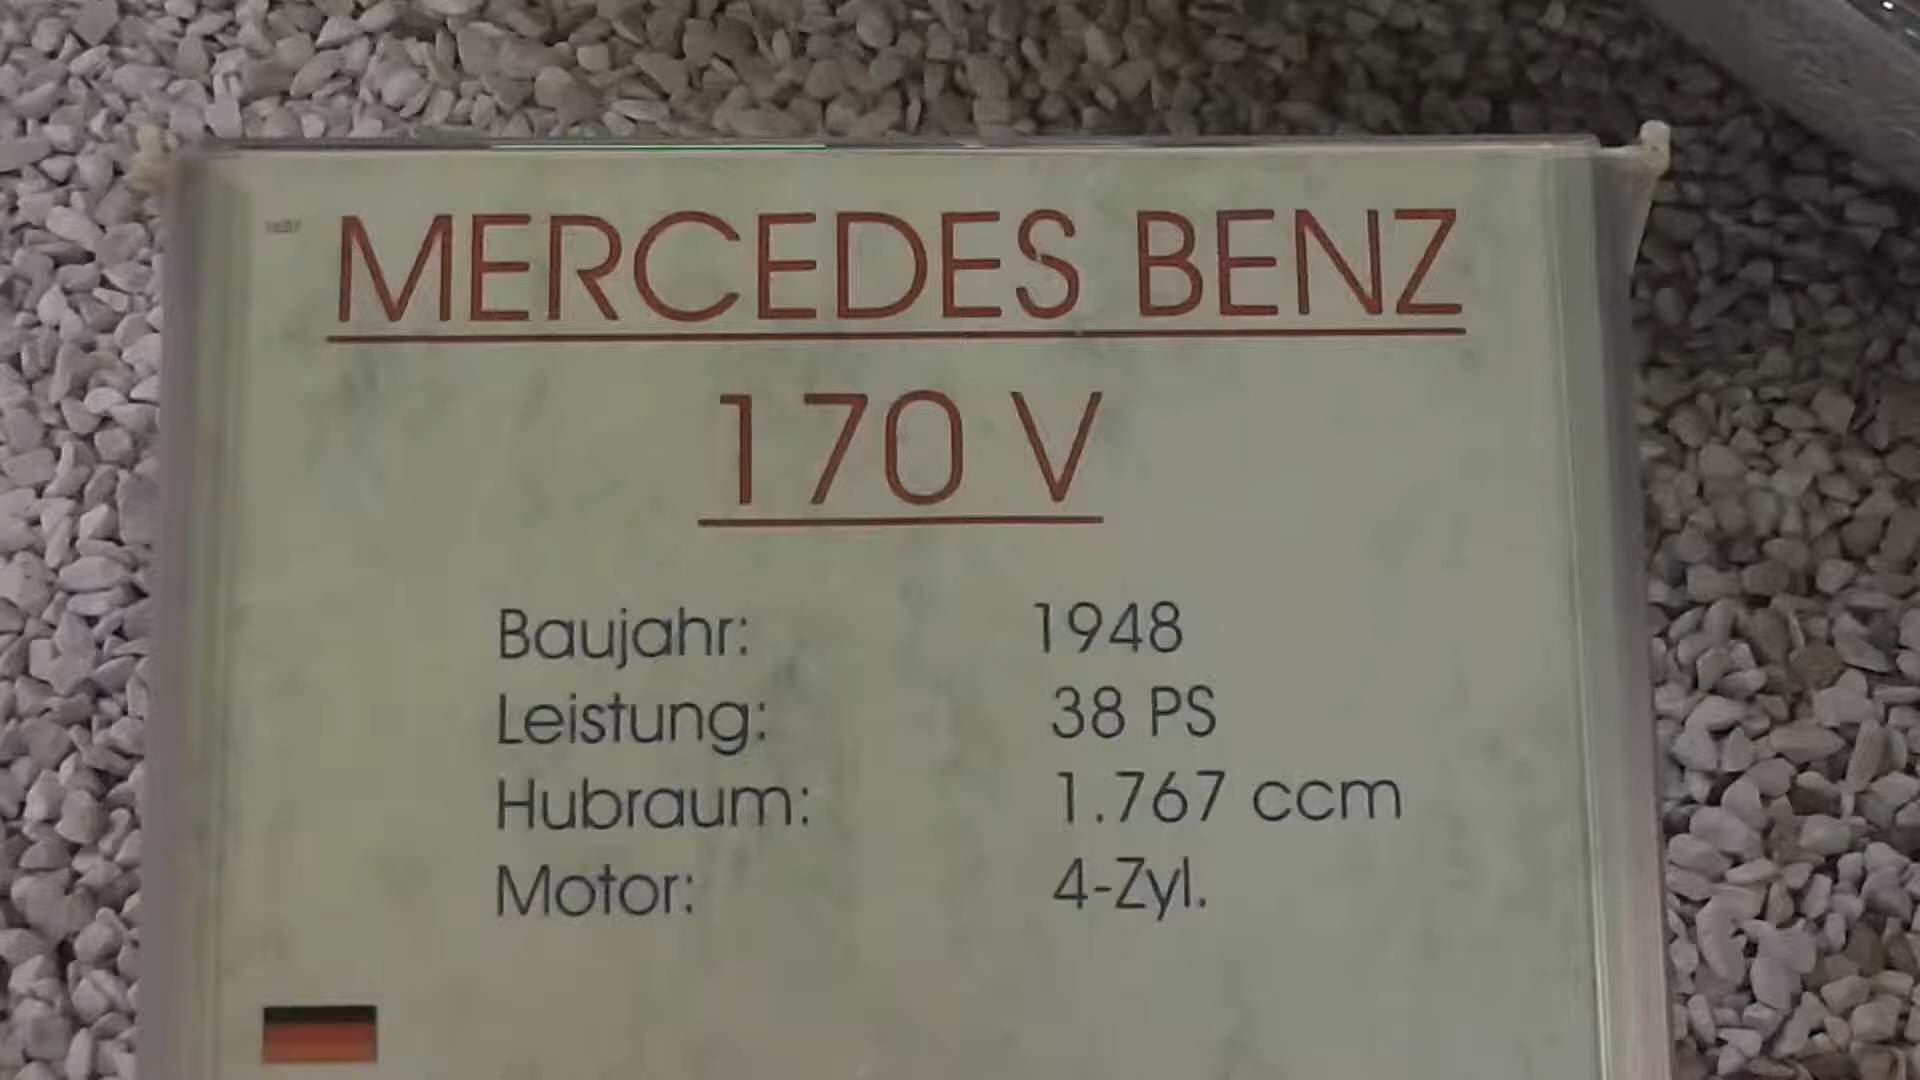 MERCEDES BENZ
170 V
Baujahr: 1948
Leistung: 38 PS
Hubraum: 1.767 ccm
Motor: 4-Zyl.